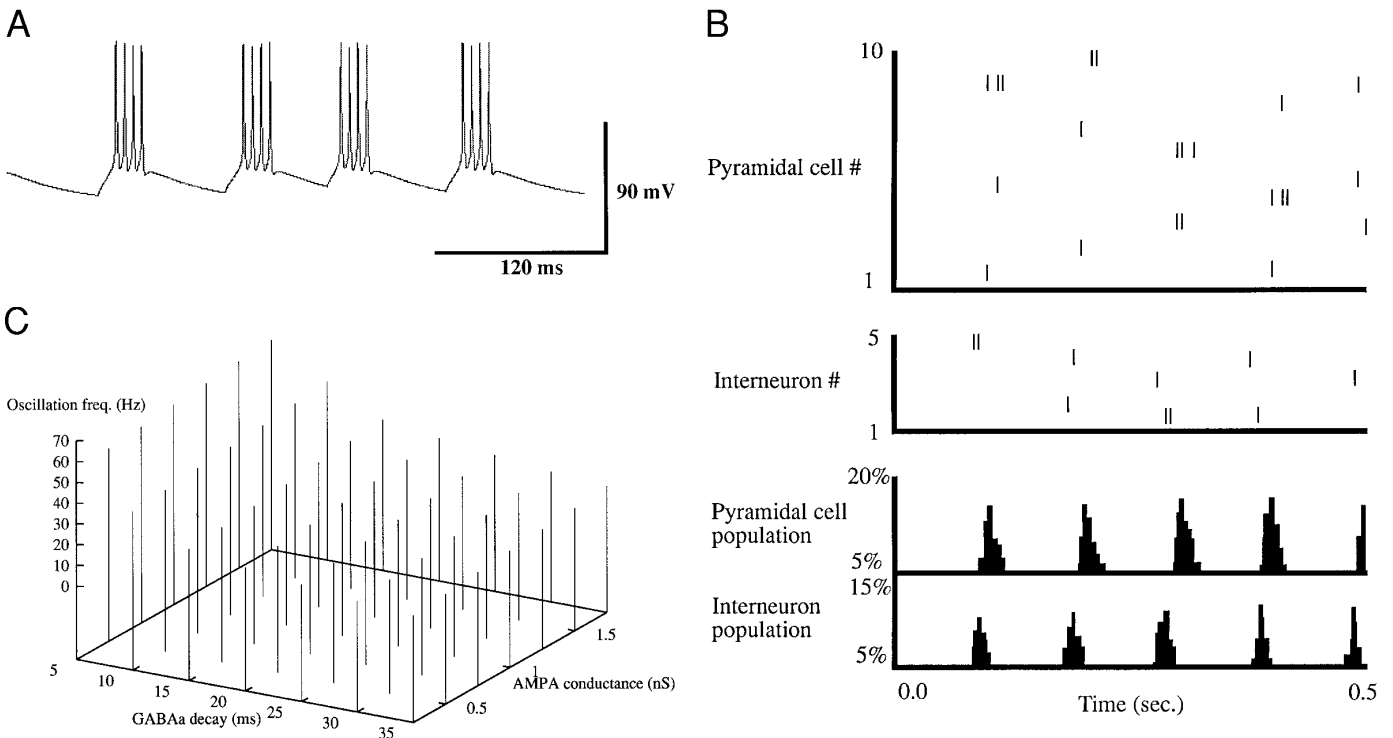 A
90 mV
120 ms
B
10
Pyramidal cell #
1
5
Interneuron #
1
20%
Pyramidal cell
population
5%
15%
Interneuron
population
5%
0.0
0.5
Time (sec.)
C
Oscillation freq. (Hz)
70
60
50
40
30
20
10
0
5
10
15
20
25
30
35
GABAa decay (ms)
0.5
1
1.5
AMPA conductance (nS)